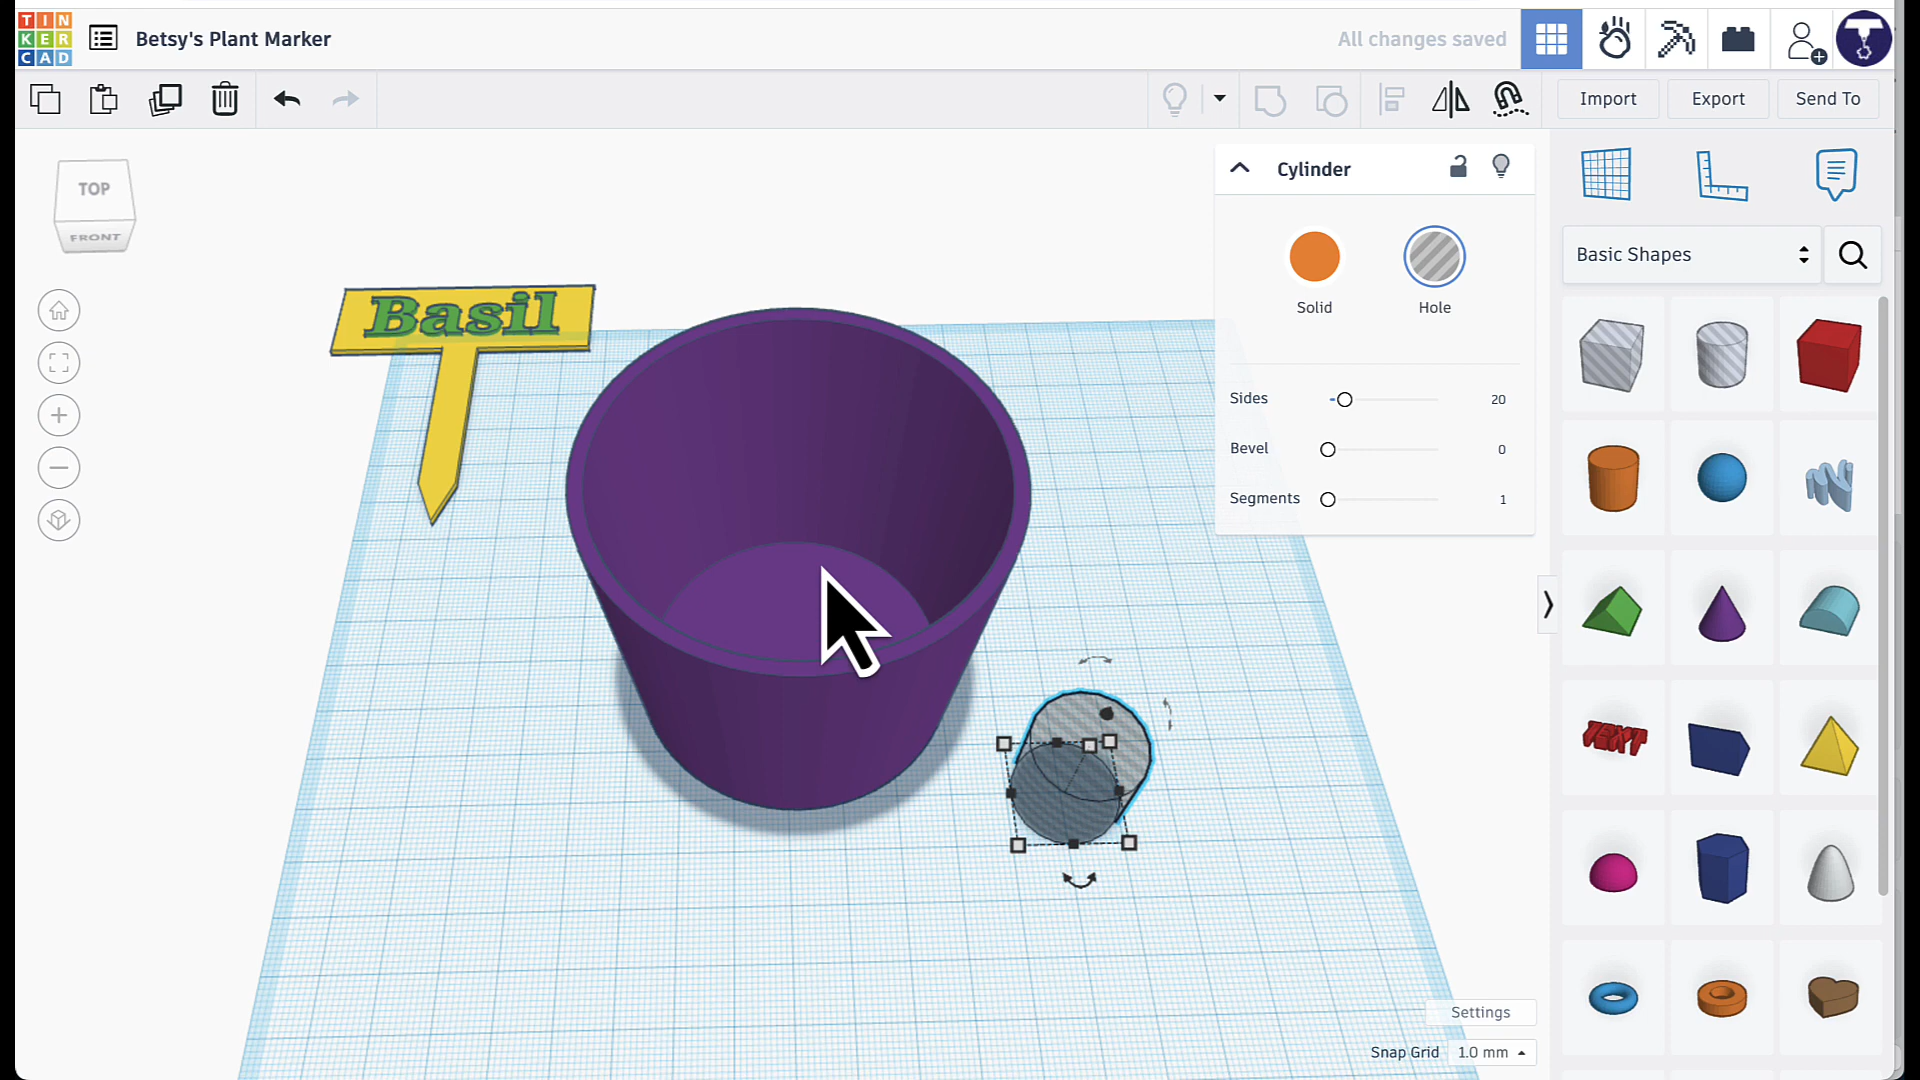 TIN
KER
CAD
Betsy's Plant Marker
All changes saved
Import
Export
Send To
TOP
FRONT
Basil
Cylinder
Solid
Hole
Sides
20
Bevel
0
Segments
1
Basic Shapes
TEXT
Settings
Snap Grid
1.0 mm